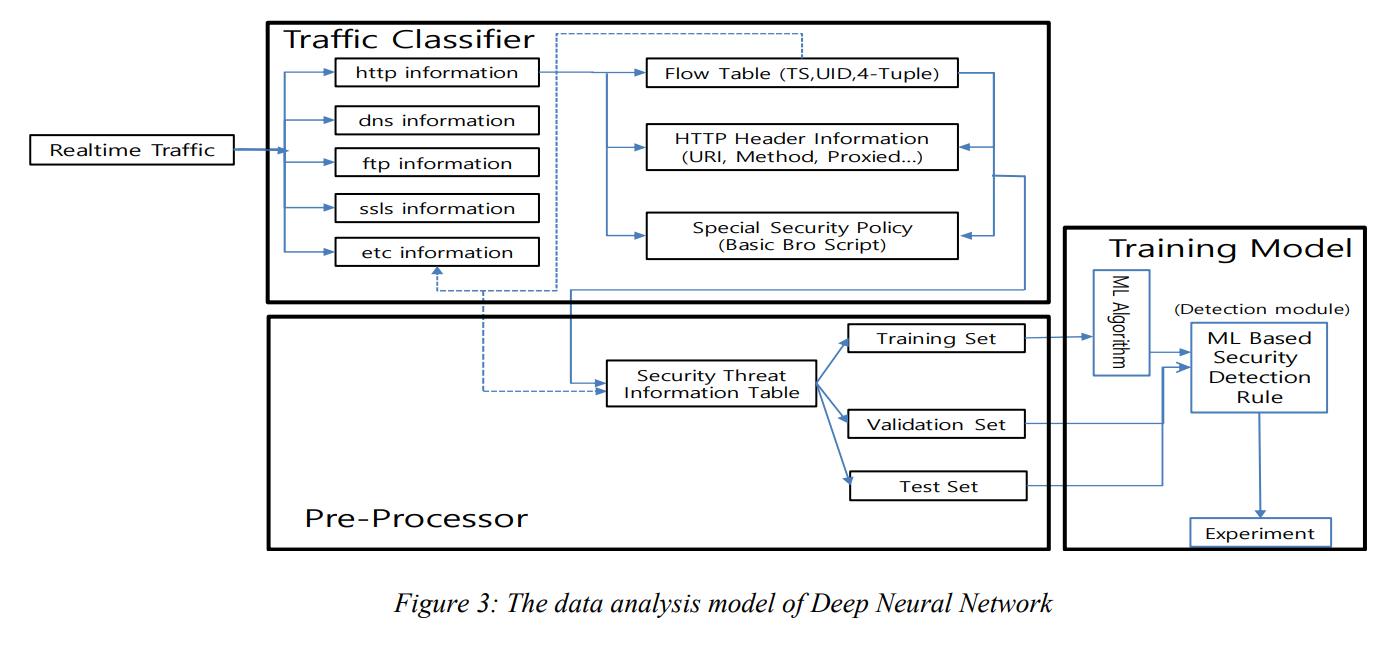 Traffic Classifier
http information
Flow Table (TS,UID,4-Tuple)
dns information
HTTP Header Information
(URI, Method, Proxied...)
Realtime Traffic
ftp information
ssls information
Special Security Policy
(Basic Bro Script)
etc information
Training Model
ML Algorithm
(Detection module)
ML Based
Security
Detection
Rule
Training Set
Security Threat
Information Table
Validation Set
Test Set
Pre-Processor
Experiment
Figure 3: The data analysis model of Deep Neural Network